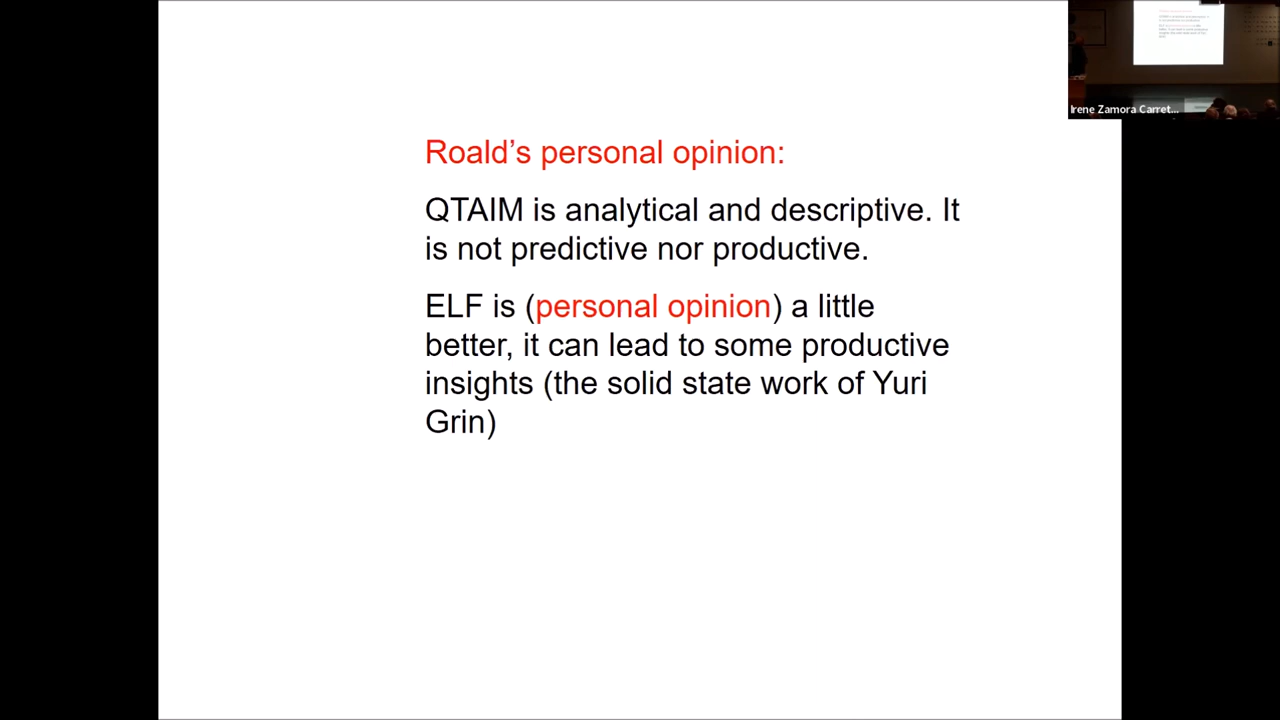 Roald’s personal opinion:
QTAIM is analytical and descriptive. It
is not predictive nor productive.
ELF is (personal opinion) a little
better, it can lead to some productive
insights (the solid state work of Yuri
Grin)
Irene Zamora Carret...